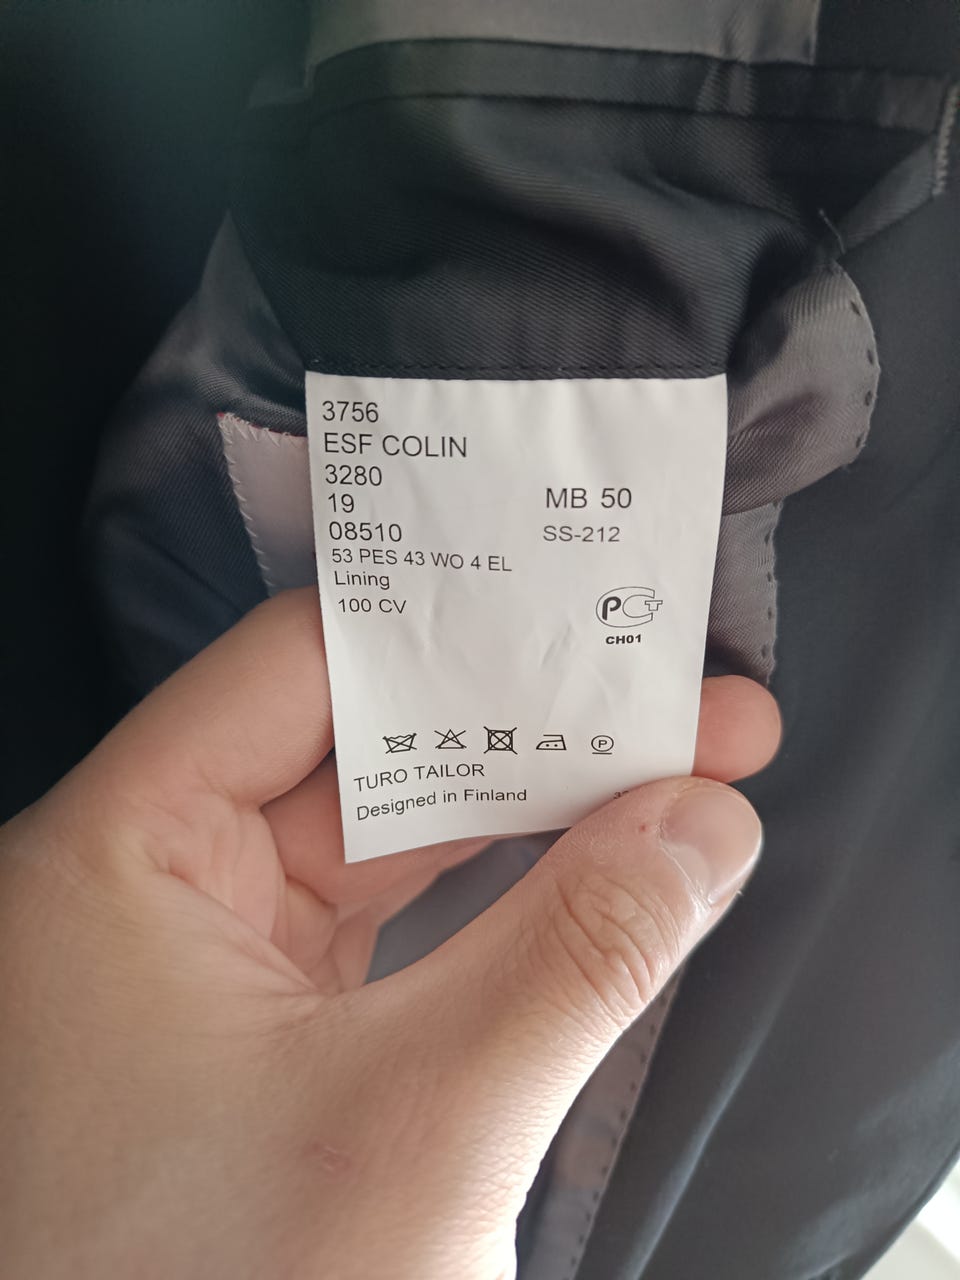 3756
ESF COLIN
3280
19
MB 50
08510
SS-212
53 PES 43 WO 4 EL
Lining
100 CV
РСТ
CH01
P
TURO TAILOR
Designed in Finland